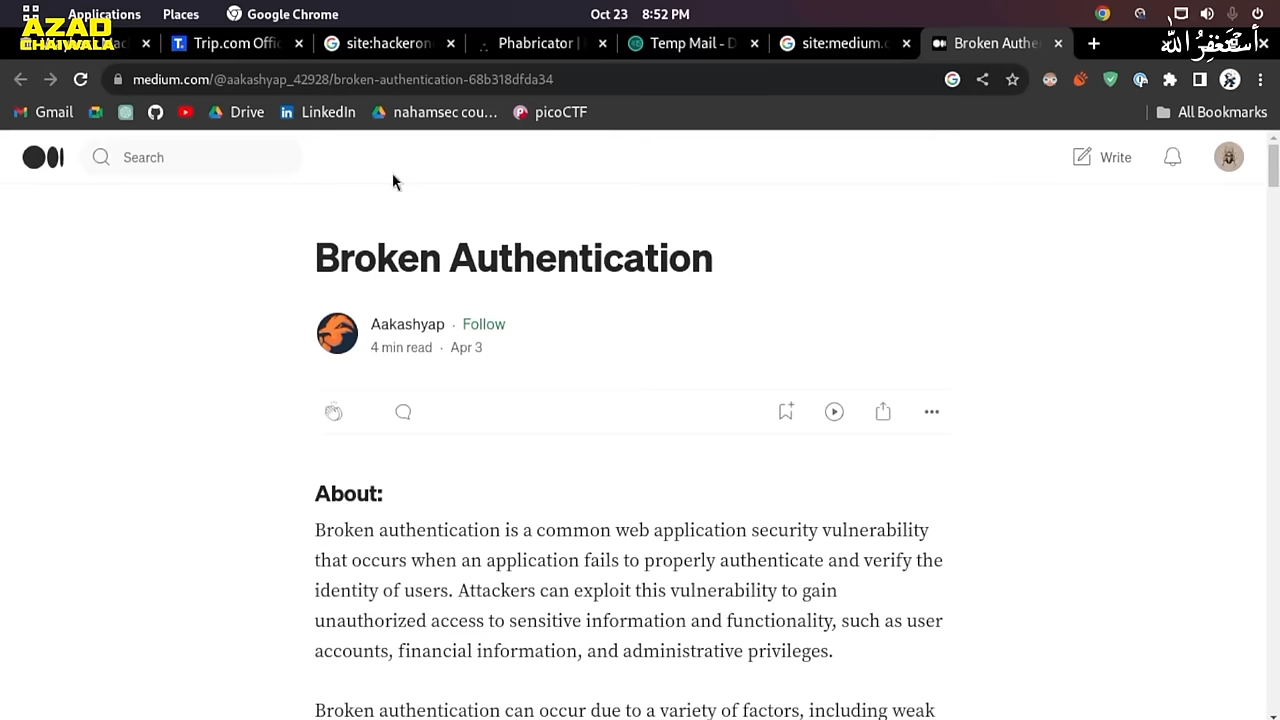 Applications Places Google Chrome Oct 23 8:52 PM
AZAD
CHAIWALA
أستغفر الله
Trip.com Offic site:hackeron Phabricator | Temp Mail - D site:medium.c Broken Authe
medium.com/@aakashyap_42928/broken-authentication-68b318dfda34
Gmail Drive LinkedIn nahamsec cou... picoCTF All Bookmarks
Search Write
Broken Authentication
Aakashyap · Follow
4 min read · Apr 3
About:
Broken authentication is a common web application security vulnerability
that occurs when an application fails to properly authenticate and verify the
identity of users. Attackers can exploit this vulnerability to gain
unauthorized access to sensitive information and functionality, such as user
accounts, financial information, and administrative privileges.
Broken authentication can occur due to a variety of factors, including weak